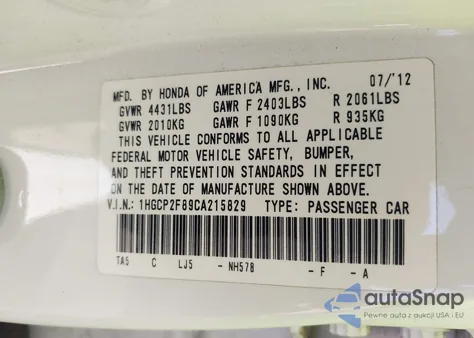 MFD. BY HONDA OF AMERICA MFG., INC. 07/'12
GVWR 4431LBS GAWR F 2403LBS R 2061LBS
GVWR 2010KG GAWR F 1090KG R 935KG
THIS VEHICLE CONFORMS TO ALL APPLICABLE
FEDERAL MOTOR VEHICLE SAFETY, BUMPER,
AND THEFT PREVENTION STANDARDS IN EFFECT
ON THE DATE OF MANUFACTURE SHOWN ABOVE.
V.I.N.: 1HGCP2F89CA215829 TYPE: PASSENGER CAR
TA5 C LJ5 - NH578 - F - A
autoSnap
Pewne auta z aukcji USA i EU